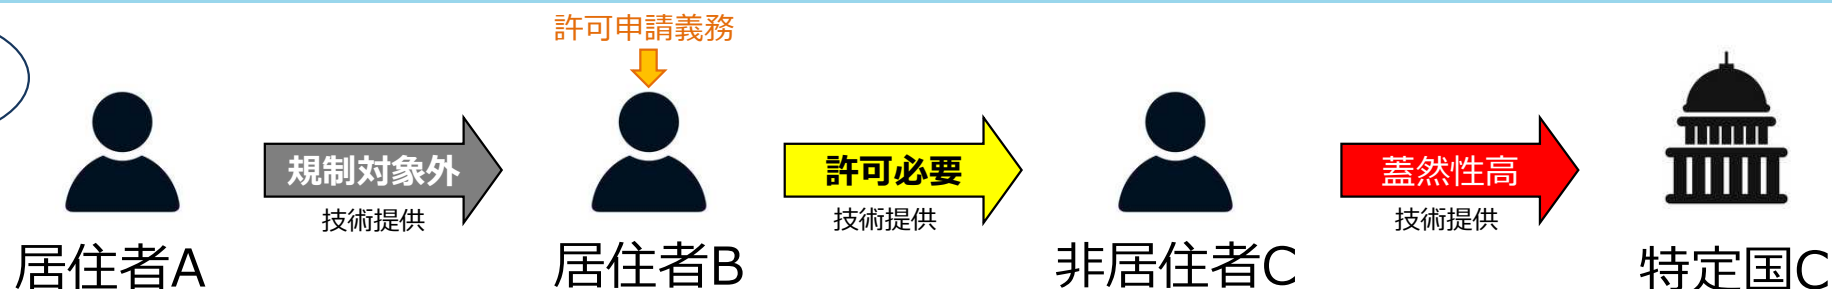 許可申請義務
規制対象外
許可必要
蓋然性高
技術提供
技術提供
技術提供
居住者A
居住者B
非居住者C
特定国C